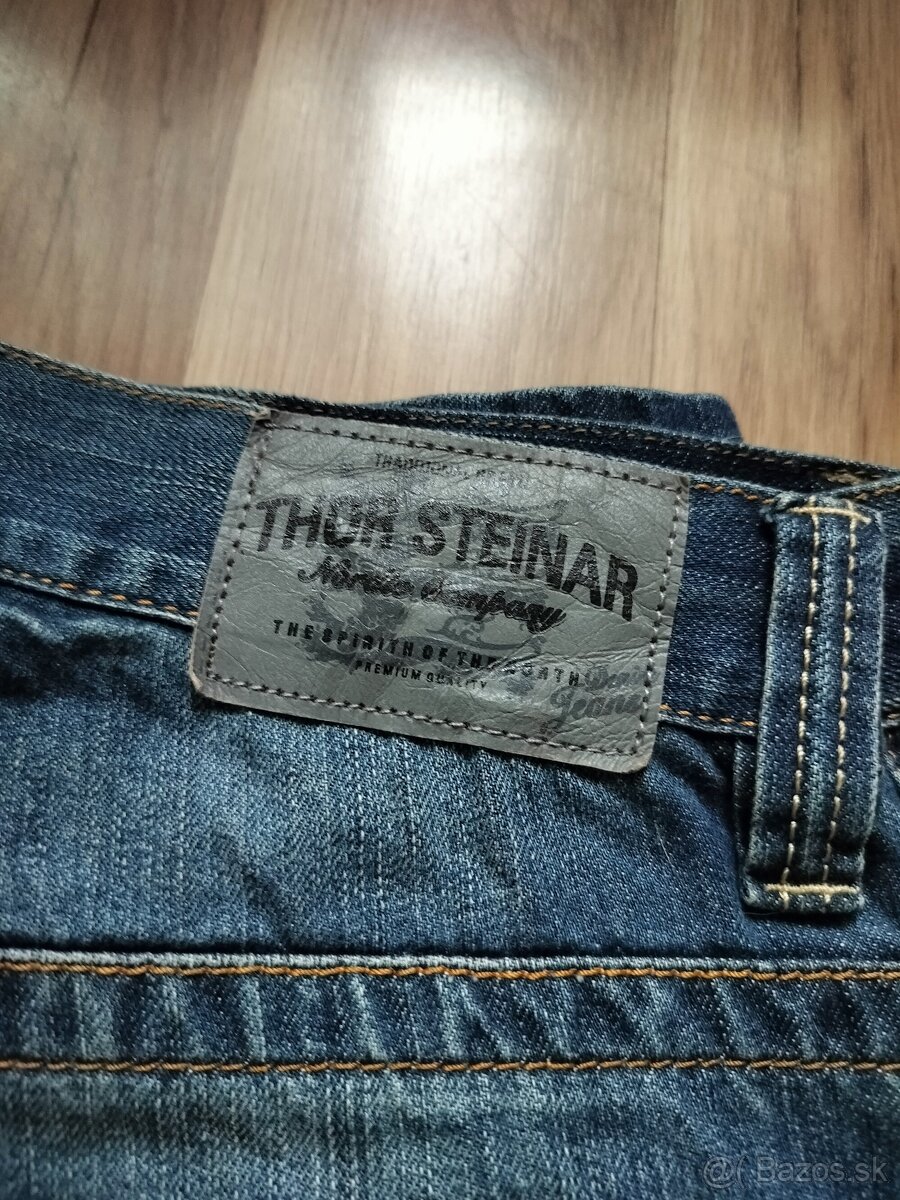 THOR STEINAR
Nordic Company
THE SPIRITH OF THE NORTH
PREMIUM QUALITY
Jeans
@( Bazos.sk